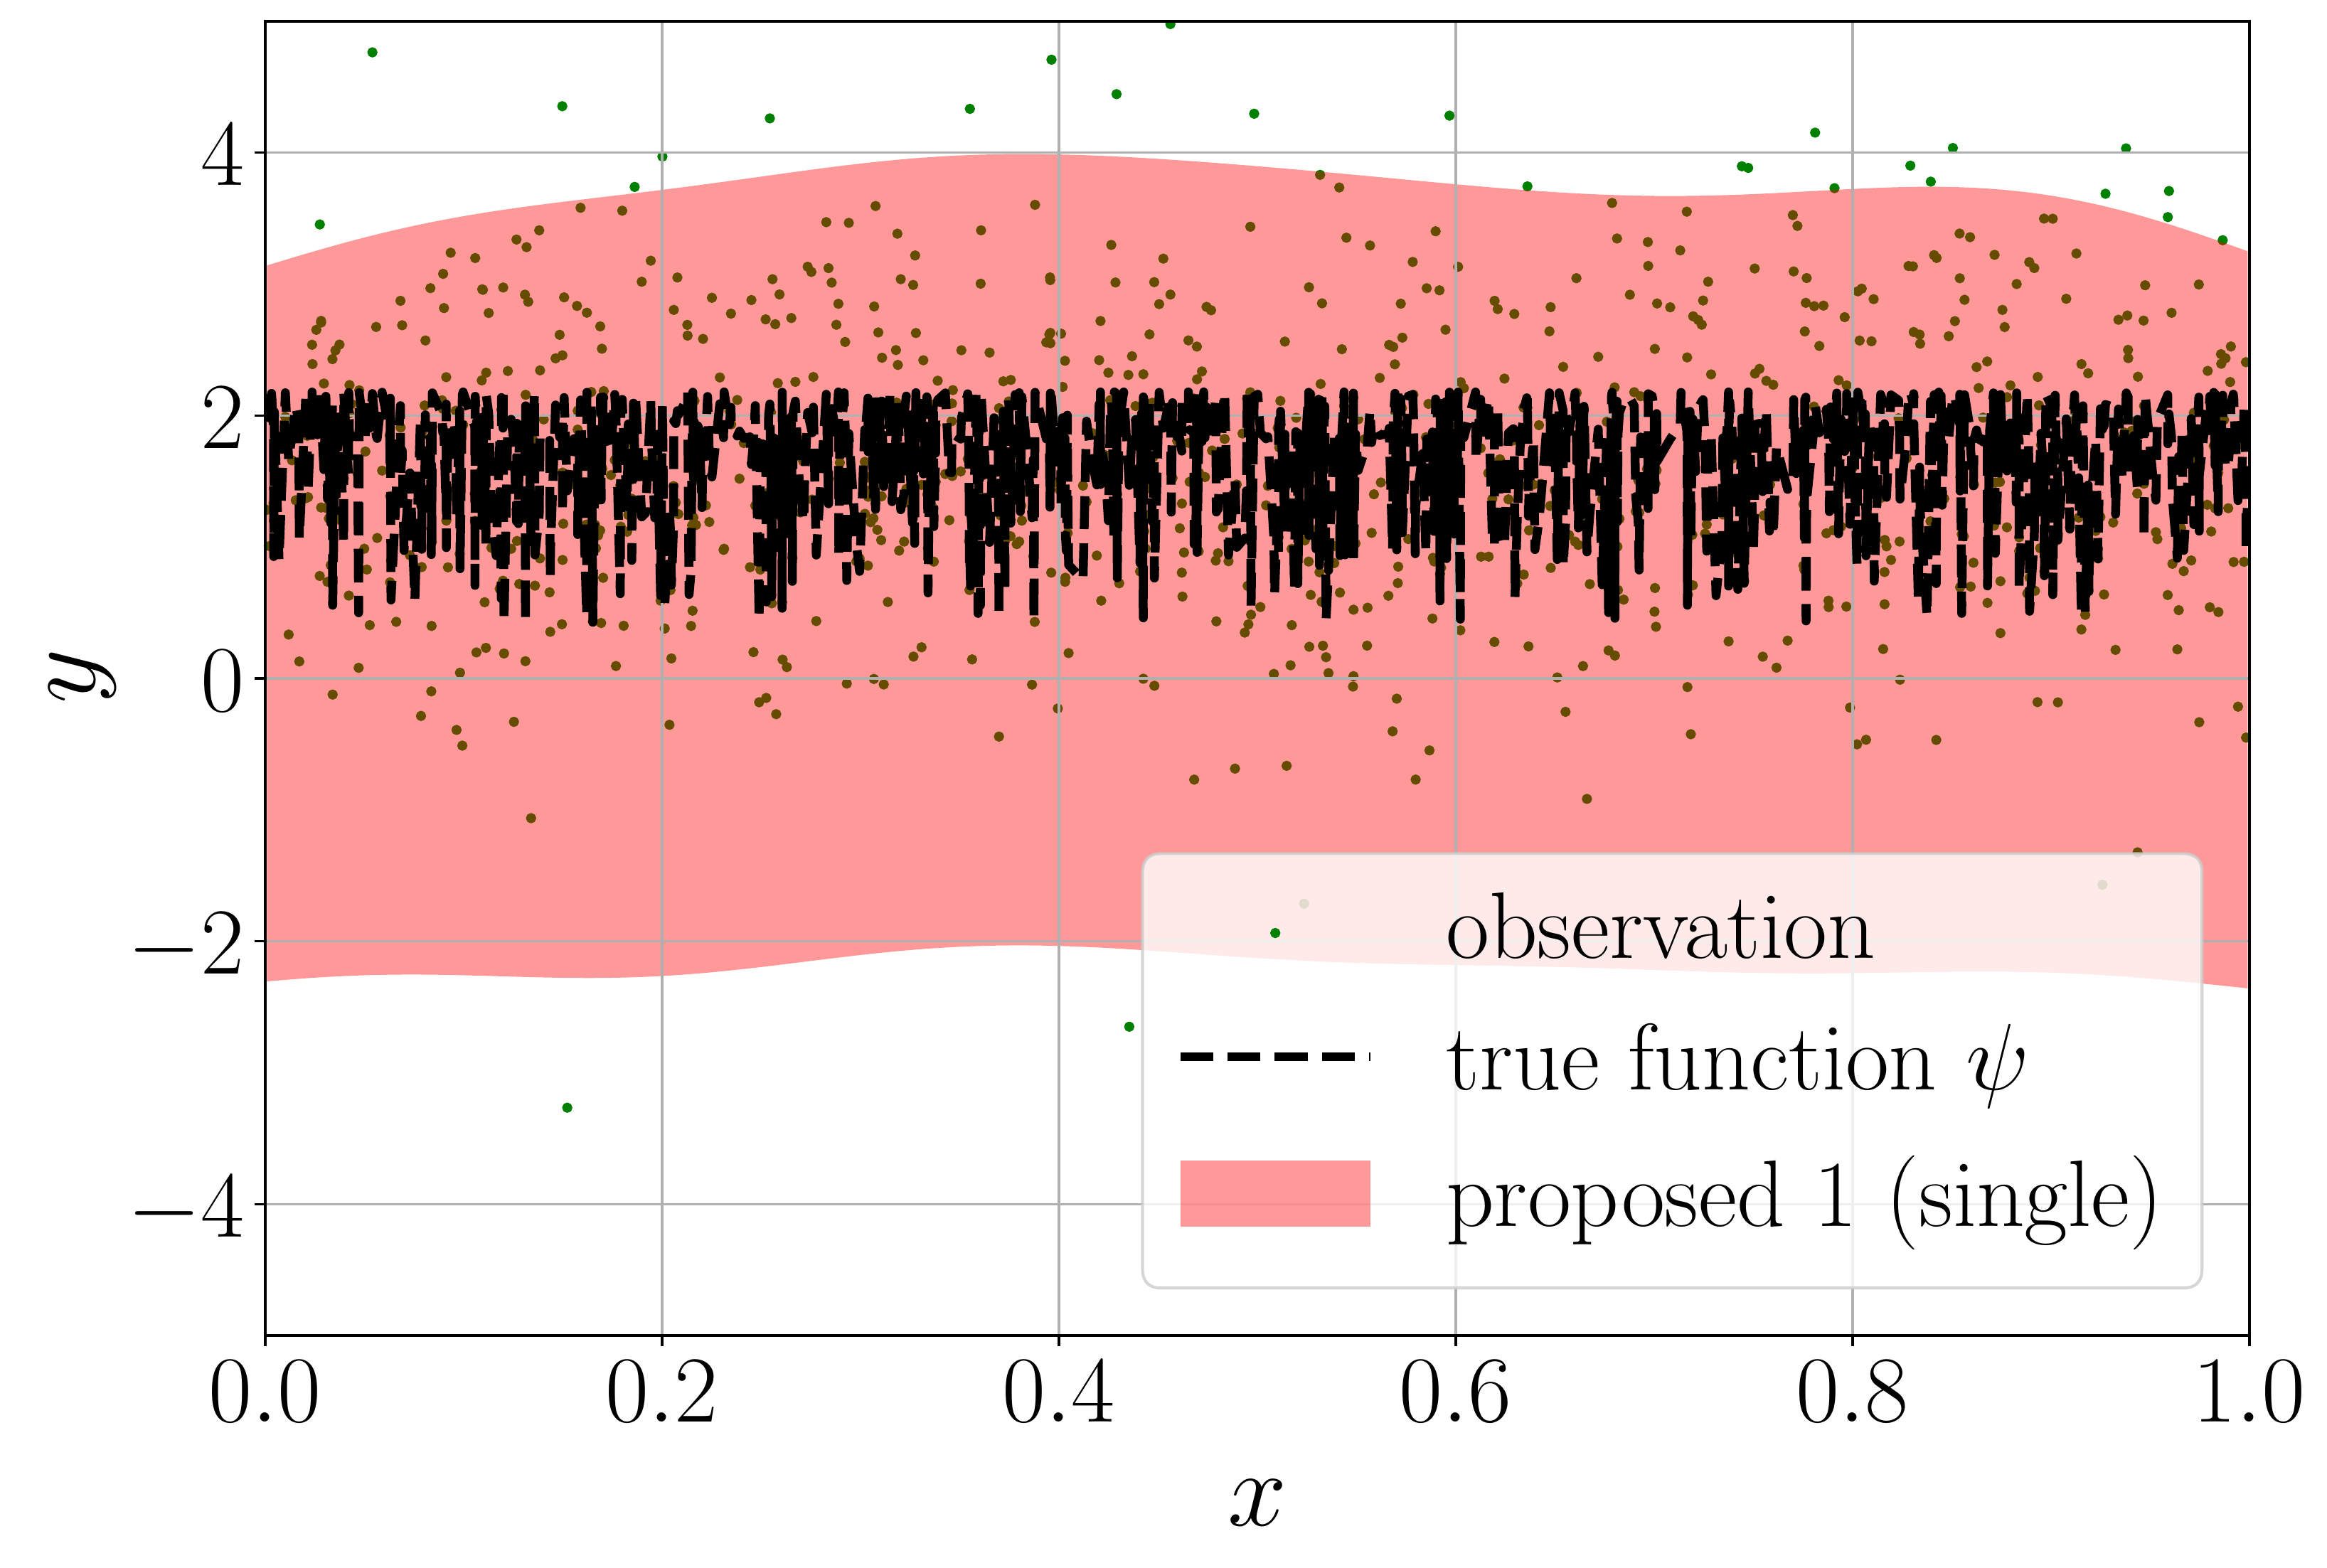 4
2
0
−2
−4
y
observation
true function ψ
proposed 1 (single)
0.0 0.2 0.4 0.6 0.8 1.0
x